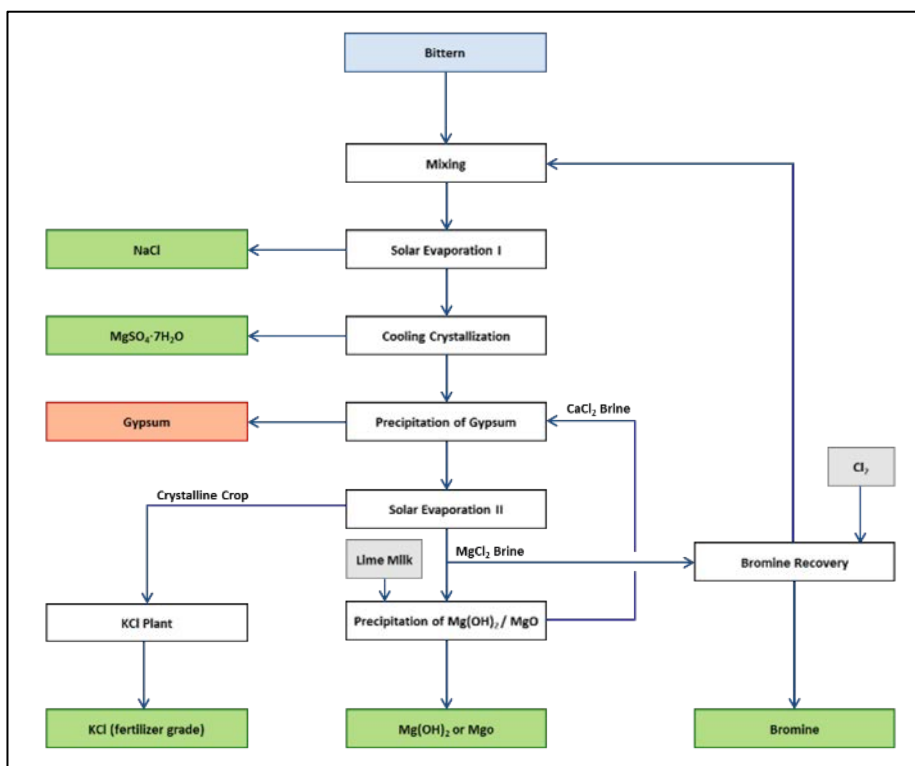 Bittern
Mixing
NaCl
Solar Evaporation I
MgSO₄·7H₂O
Cooling Crystallization
CaCl₂ Brine
Gypsum
Precipitation of Gypsum
Cl₂
Crystalline Crop
Solar Evaporation II
MgCl₂ Brine
Lime Milk
Bromine Recovery
KCl Plant
Precipitation of Mg(OH)₂ / MgO
KCl (fertilizer grade)
Mg(OH)₂ or Mgo
Bromine